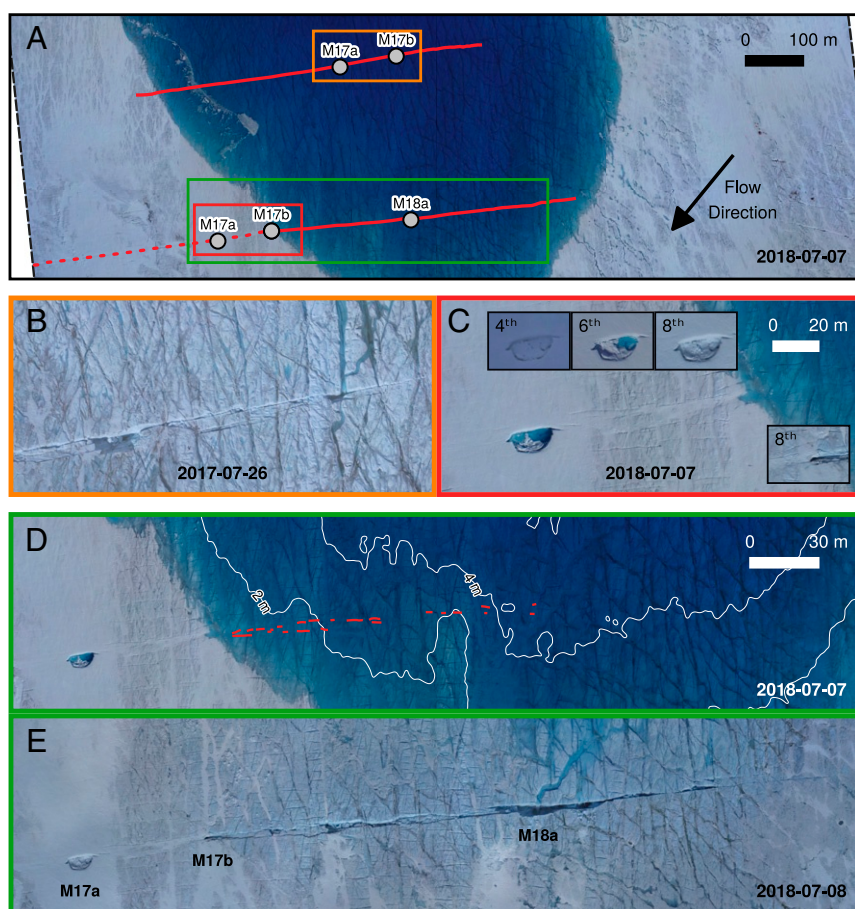 A
M17a
M17b
0 100 m
Flow
Direction
M17a
M17b
M18a
2018-07-07
B
2017-07-26
C
4th
6th
8th
0 20 m
8th
2018-07-07
D
0 30 m
2 m
4 m
2018-07-07
E
M17a
M17b
M18a
2018-07-08